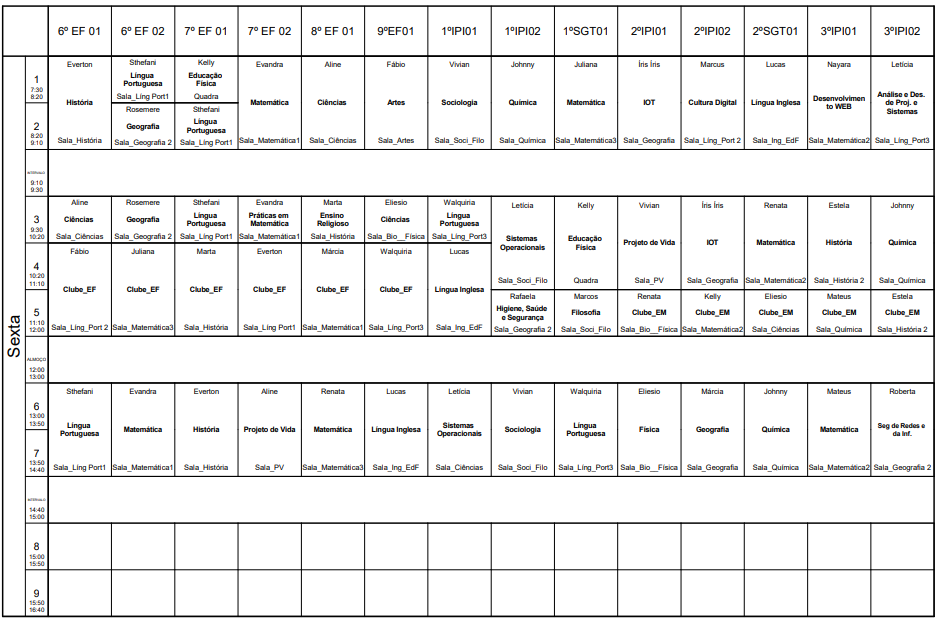 6º EF 01 6º EF 02 7º EF 01 7º EF 02 8º EF 01 9ºEF01 1ºIPI01 1ºIPI02 1ºSGT01 2ºIPI01 2ºIPI02 2ºSGT01 3ºIPI01 3ºIPI02
Sexta
1
7:30
8:20
2
8:20
9:10
Everton
História
Sala_História
Sthefani
Língua
Portuguesa
Sala_Líng Port1
Rosemere
Geografia
Sala_Geografia 2
Kelly
Educação
Física
Quadra
Sthefani
Língua
Portuguesa
Sala_Líng Port1
Evandra
Matemática
Sala_Matemática1
Aline
Ciências
Sala_Ciências
Fábio
Artes
Sala_Artes
Vivian
Sociologia
Sala_Soci_Filo
Johnny
Química
Sala_Química
Juliana
Matemática
Sala_Matemática3
Íris Íris
IOT
Sala_Geografia
Marcus
Cultura Digital
Sala_Líng_Port 2
Lucas
Língua Inglesa
Sala_Ing_EdF
Nayara
Desenvolvimen
to WEB
Sala_Matemática2
Letícia
Análise e Des.
de Proj. e
Sistemas
Sala_Líng_Port3
INTERVALO
9:10
9:30
3
9:30
10:20
4
10:20
11:10
5
11:10
12:00
Aline
Ciências
Sala_Ciências
Fábio
Clube_EF
Sala_Líng_Port 2
Rosemere
Geografia
Sala_Geografia 2
Juliana
Clube_EF
Sala_Matemática3
Sthefani
Língua
Portuguesa
Sala_Líng Port1
Marta
Clube_EF
Sala_História
Evandra
Práticas em
Matemática
Sala_Matemática1
Everton
Clube_EF
Sala_Líng Port1
Marta
Ensino
Religioso
Sala_História
Márcia
Clube_EF
Sala_Matemática1
Eliesio
Ciências
Sala_Bio__Física
Walquiria
Clube_EF
Sala_Líng_Port3
Walquiria
Língua
Portuguesa
Sala_Líng_Port3
Lucas
Língua Inglesa
Sala_Ing_EdF
Letícia
Sistemas
Operacionais
Sala_Soci_Filo
Rafaela
Higiene, Saúde
e Segurança
Sala_Geografia 2
Kelly
Educação
Física
Quadra
Marcos
Filosofia
Sala_Soci_Filo
Vivian
Projeto de Vida
Sala_PV
Renata
Clube_EM
Sala_Bio__Física
Íris Íris
IOT
Sala_Geografia
Kelly
Clube_EM
Sala_Matemática2
Renata
Matemática
Sala_Matemática2
Eliesio
Clube_EM
Sala_Ciências
Estela
História
Sala_História 2
Mateus
Clube_EM
Sala_Química
Johnny
Química
Sala_Química
Estela
Clube_EM
Sala_História 2
ALMOÇO
12:00
13:00
6
13:00
13:50
7
13:50
14:40
Sthefani
Língua
Portuguesa
Sala_Líng Port1
Evandra
Matemática
Sala_Matemática1
Everton
História
Sala_História
Aline
Projeto de Vida
Sala_PV
Renata
Matemática
Sala_Matemática3
Lucas
Língua Inglesa
Sala_Ing_EdF
Letícia
Sistemas
Operacionais
Sala_Ciências
Vivian
Sociologia
Sala_Soci_Filo
Walquiria
Língua
Portuguesa
Sala_Líng_Port3
Eliesio
Física
Sala_Bio__Física
Márcia
Geografia
Sala_Geografia
Johnny
Química
Sala_Química
Mateus
Matemática
Sala_Matemática2
Roberta
Seg de Redes e
da Inf.
Sala_Geografia 2
INTERVALO
14:40
15:00
8
15:00
15:50
9
15:50
16:40